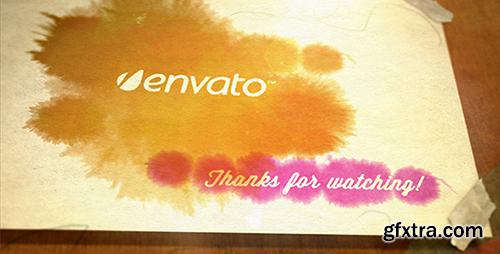 envato™
Thanks for watching!
gfxtra.com